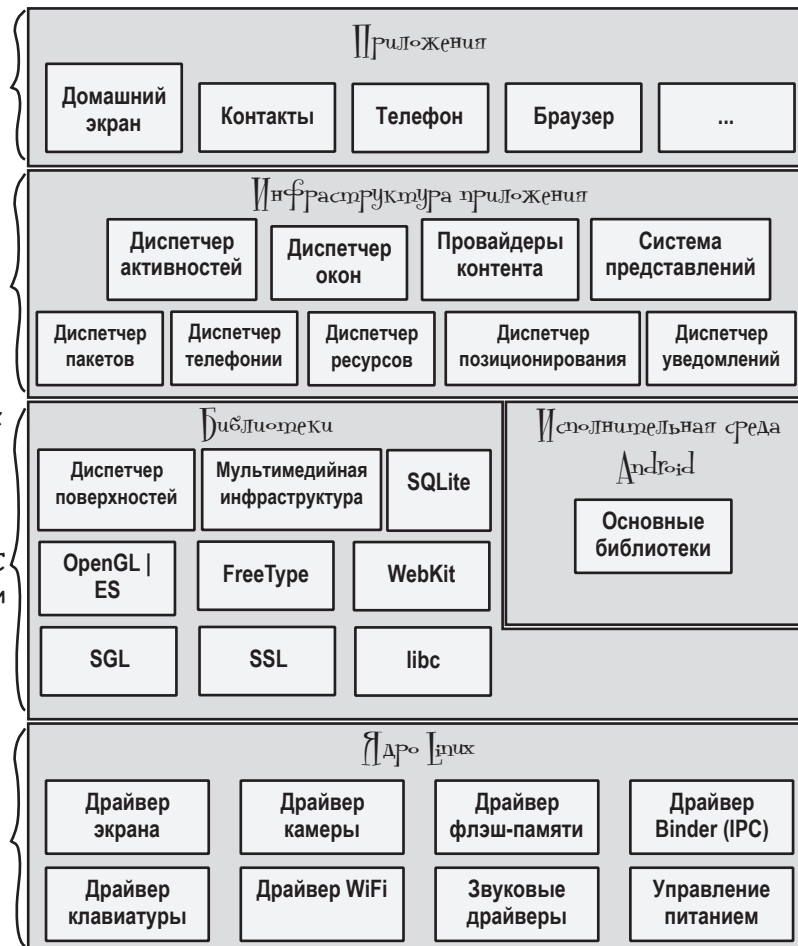 Приложения
Домашний
экран
Контакты
Телефон
Браузер
...
Инфраструктура приложения
Диспетчер
активностей
Диспетчер
окон
Провайдеры
контента
Система
представлений
Диспетчер
пакетов
Диспетчер
телефонии
Диспетчер
ресурсов
Диспетчер
позиционирования
Диспетчер
уведомлений
Библиотеки
Диспетчер
поверхностей
Мультимедийная
инфраструктура
SQLite
OpenGL |
ES
FreeType
WebKit
SGL
SSL
libc
Исполнительная среда
Android
Основные
библиотеки
Ядро Linux
Драйвер
экрана
Драйвер
камеры
Драйвер
флэш-памяти
Драйвер
Binder (IPC)
Драйвер
клавиатуры
Драйвер WiFi
Звуковые
драйверы
Управление
питанием